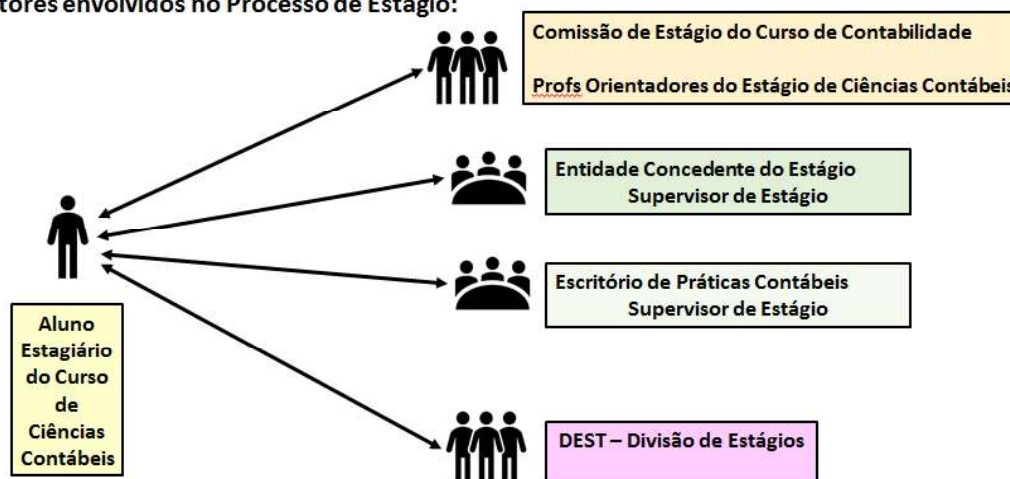 tores envolvidos no Processo de Estágio:
Comissão de Estágio do Curso de Contabilidade
Profs Orientadores do Estágio de Ciências Contábeis
Entidade Concedente do Estágio
Supervisor de Estágio
Escritório de Práticas Contábeis
Supervisor de Estágio
Aluno
Estagiário
do Curso
de
Ciências
Contábeis
DEST – Divisão de Estágios